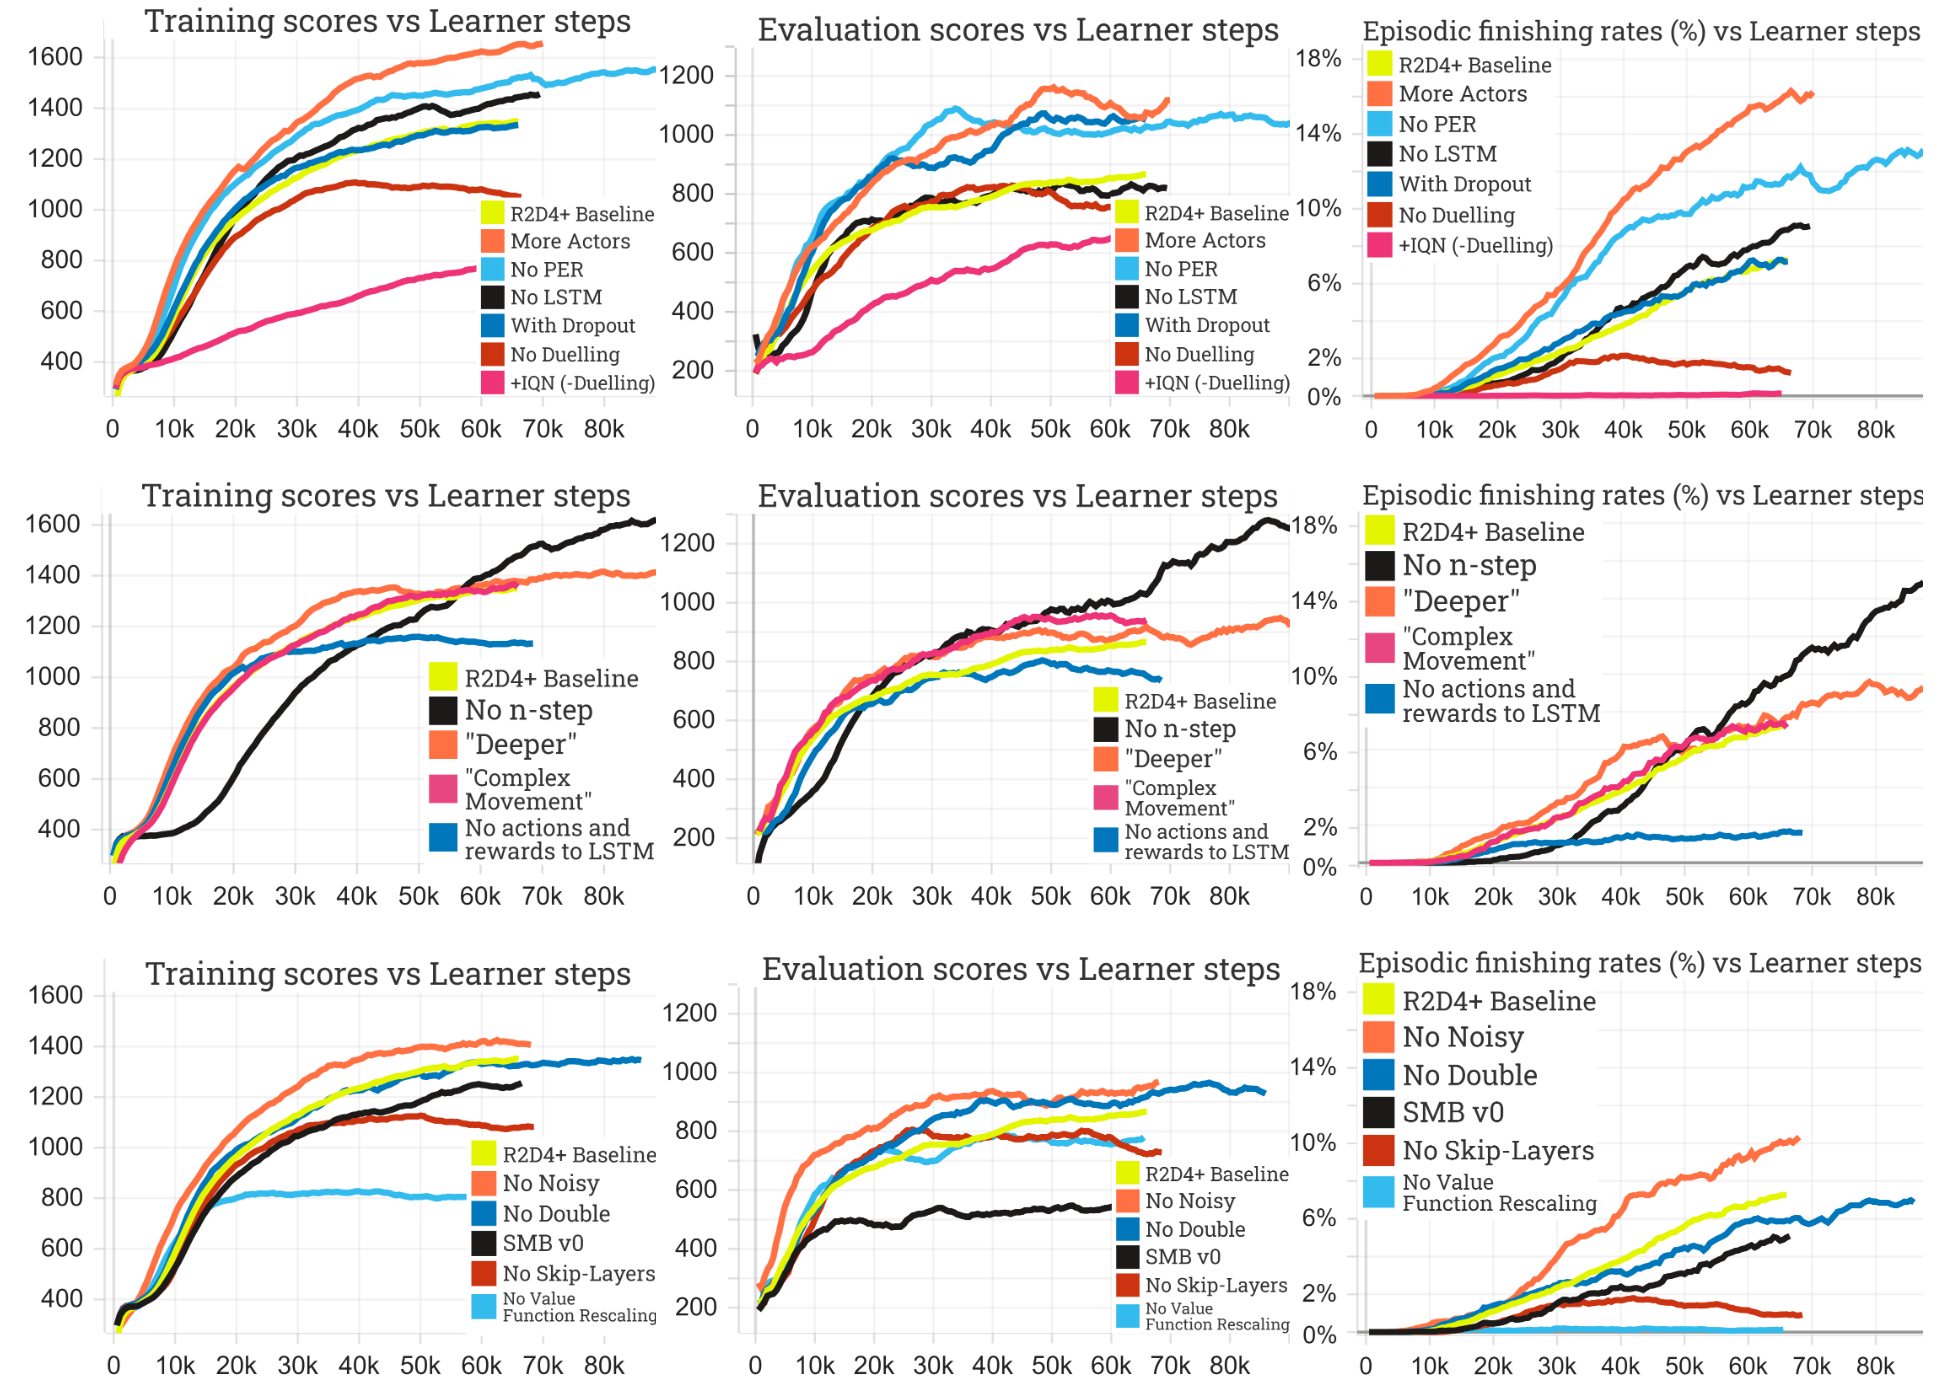 Training scores vs Learner steps
1600
1400
1200
1000
800
600
400
R2D4+ Baseline
More Actors
No PER
No LSTM
With Dropout
No Duelling
+IQN (-Duelling)
0 10k 20k 30k 40k 50k 60k 70k 80k
Evaluation scores vs Learner steps
1200
1000
800
600
400
200
R2D4+ Baseline
More Actors
No PER
No LSTM
With Dropout
No Duelling
+IQN (-Duelling)
0 10k 20k 30k 40k 50k 60k 70k 80k
Episodic finishing rates (%) vs Learner steps
18%
14%
10%
6%
2%
0%
R2D4+ Baseline
More Actors
No PER
No LSTM
With Dropout
No Duelling
+IQN (-Duelling)
0 10k 20k 30k 40k 50k 60k 70k 80k
Training scores vs Learner steps
1600
1400
1200
1000
800
600
400
R2D4+ Baseline
No n-step
"Deeper"
"Complex
Movement"
No actions and
rewards to LSTM
0 10k 20k 30k 40k 50k 60k 70k 80k
Evaluation scores vs Learner steps
1200
1000
800
600
400
200
R2D4+ Baseline
No n-step
"Deeper"
"Complex
Movement"
No actions and
rewards to LSTM
0 10k 20k 30k 40k 50k 60k 70k 80k
Episodic finishing rates (%) vs Learner steps
18%
14%
10%
6%
2%
0%
R2D4+ Baseline
No n-step
"Deeper"
"Complex
Movement"
No actions and
rewards to LSTM
0 10k 20k 30k 40k 50k 60k 70k 80k
Training scores vs Learner steps
1600
1400
1200
1000
800
600
400
R2D4+ Baseline
No Noisy
No Double
SMB v0
No Skip-Layers
No Value
Function Rescaling
0 10k 20k 30k 40k 50k 60k 70k 80k
Evaluation scores vs Learner steps
1200
1000
800
600
400
200
R2D4+ Baseline
No Noisy
No Double
SMB v0
No Skip-Layers
No Value
Function Rescaling
0 10k 20k 30k 40k 50k 60k 70k 80k
Episodic finishing rates (%) vs Learner steps
18%
14%
10%
6%
2%
0%
R2D4+ Baseline
No Noisy
No Double
SMB v0
No Skip-Layers
No Value
Function Rescaling
0 10k 20k 30k 40k 50k 60k 70k 80k